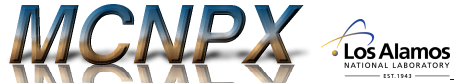 MCNPX
Los Alamos
NATIONAL LABORATORY
EST.1943